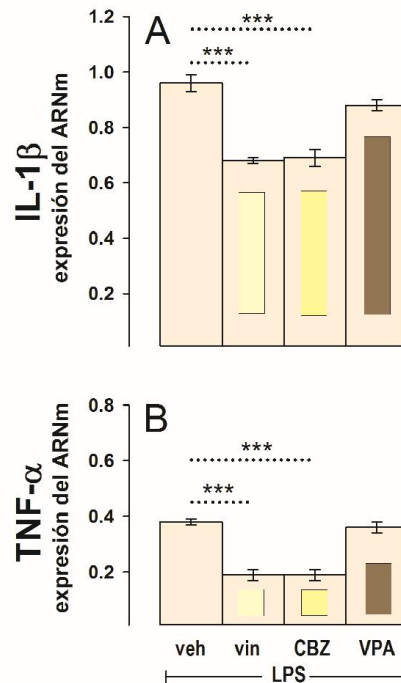 A
IL-1β
expresión del ARNm
1.2
1.0
0.8
0.6
0.4
0.2
***
***
B
TNF-α
expresión del ARNm
0.8
0.6
0.4
0.2
***
***
veh vin CBZ VPA
LPS